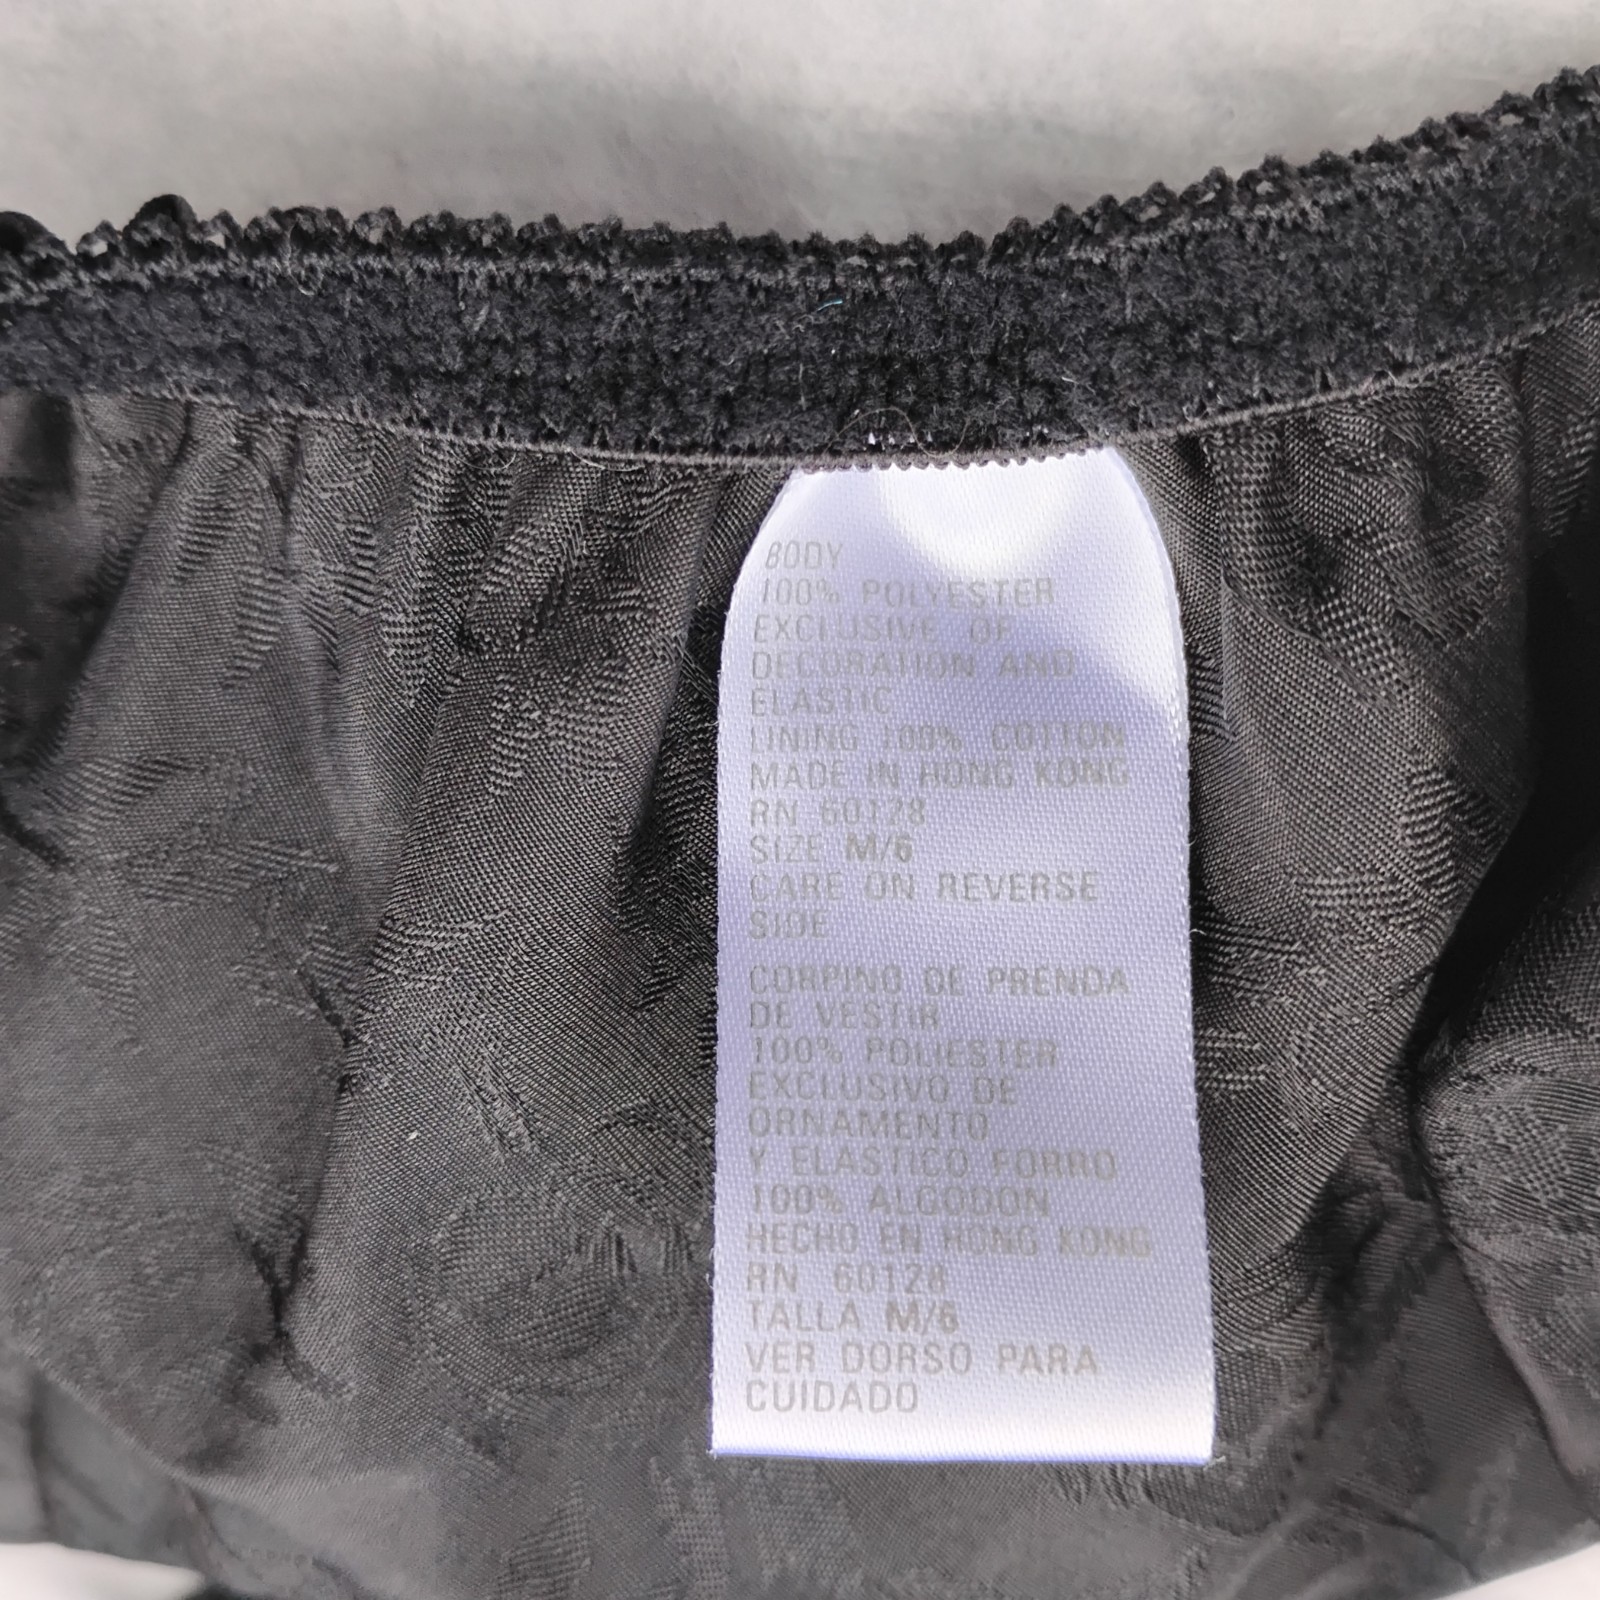 BODY
100% POLYESTER
EXCLUSIVE OF
DECORATION AND
ELASTIC
LINING 100% COTTON
MADE IN HONG KONG
RN 60128
SIZE M/6
CARE ON REVERSE
SIDE
CORPINO DE PRENDA
DE VESTIR
100% POLIESTER
EXCLUSIVO DE
ORNAMENTO
Y ELASTICO FORRO
100% ALGODON
HECHO EN HONG KONG
RN 60128
TALLA M/6
VER DORSO PARA
CUIDADO